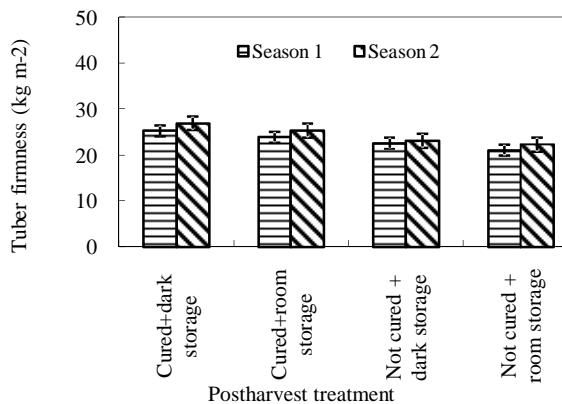 Tuber firmness (kg m-2)
50
40
30
20
10
0
Season 1
Season 2
Cured+dark
storage
Cured+room
storage
Not cured +
dark storage
Not cured +
room storage
Postharvest treatment